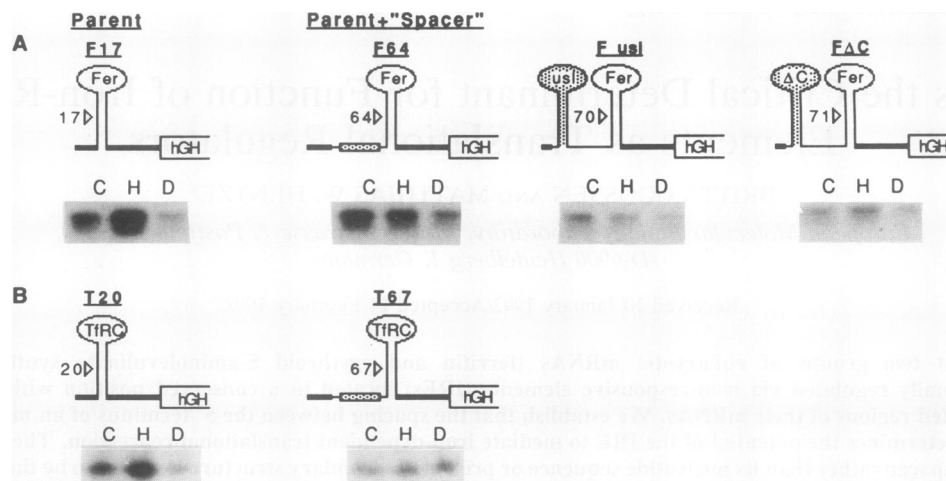 Parent Parent+"Spacer"
A F17 F64 F usl FΔC
Fer Fer usl Fer ΔC Fer
17 64 70 71
hGH hGH hGH hGH
C H D C H D C H D C H D
B T20 T67
TfRC TfRC
20 67
hGH hGH
C H D C H D